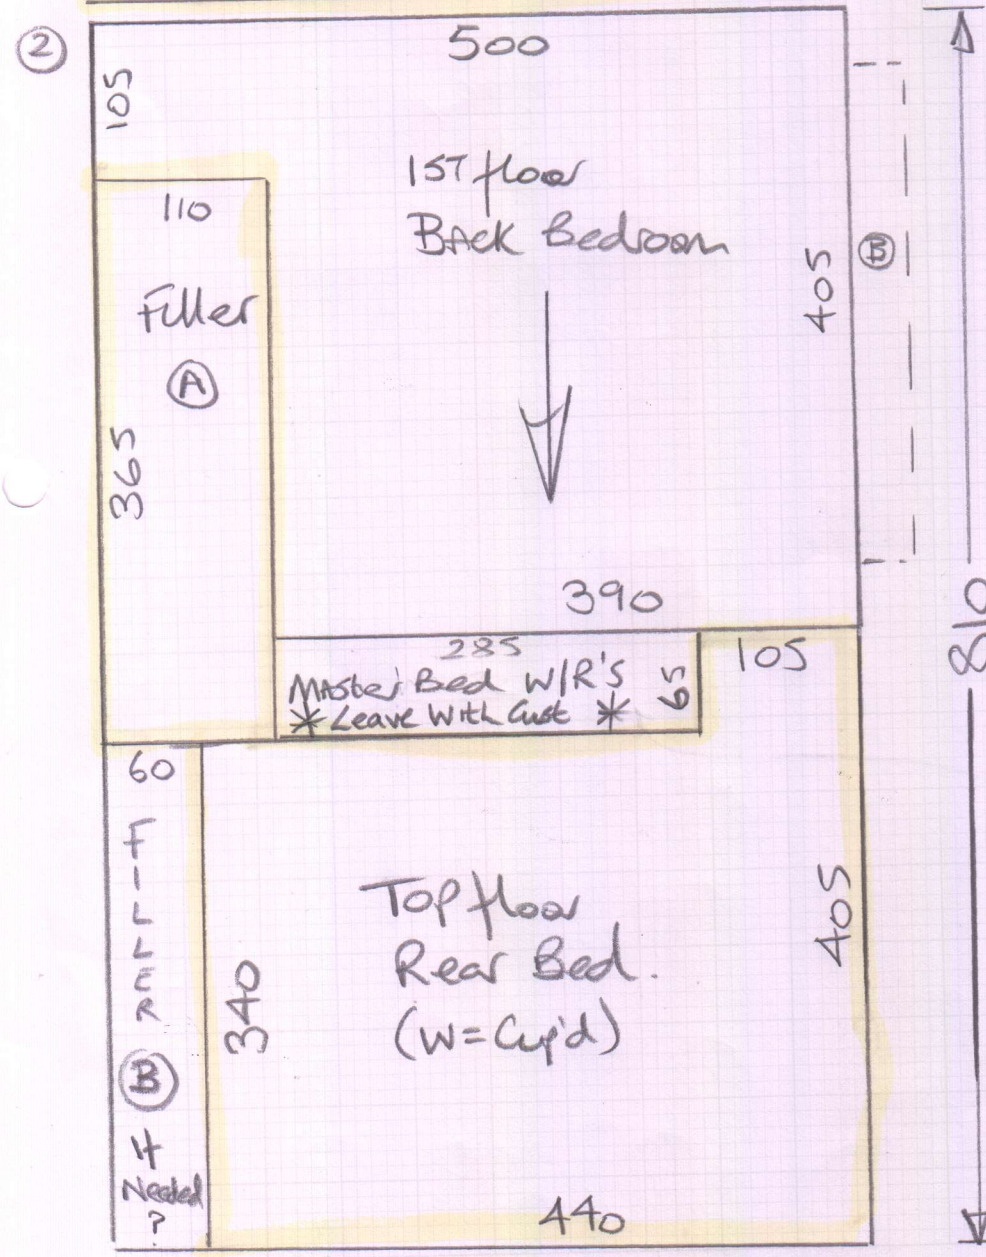 2
500
105
1ST floor
Back Bedroom
110
Filler
A
365
405
B
810
390
285
105
Master Bed W/R's
65
* Leave With Cust *
60
FILLER
B
If
Needed
?
340
Top floor
Rear Bed.
(W= Cup'd)
405
440